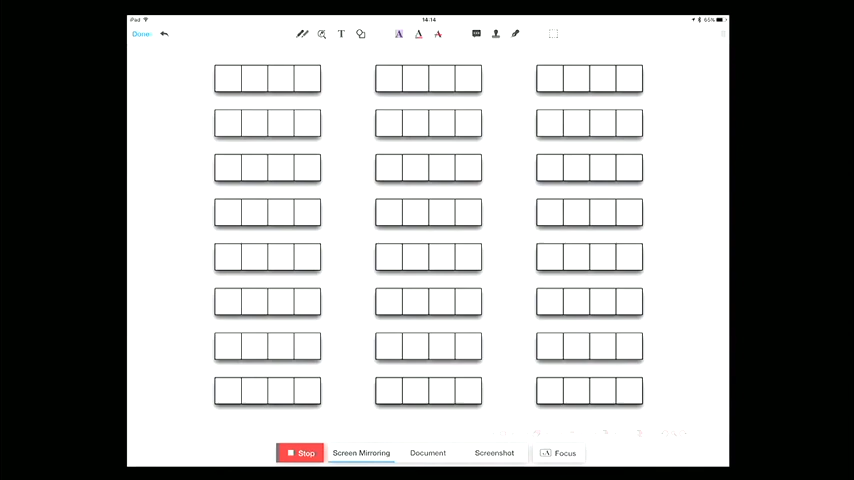 iPad 14:14 65%
Done T A A A
Stop Screen Mirroring Document Screenshot A Focus